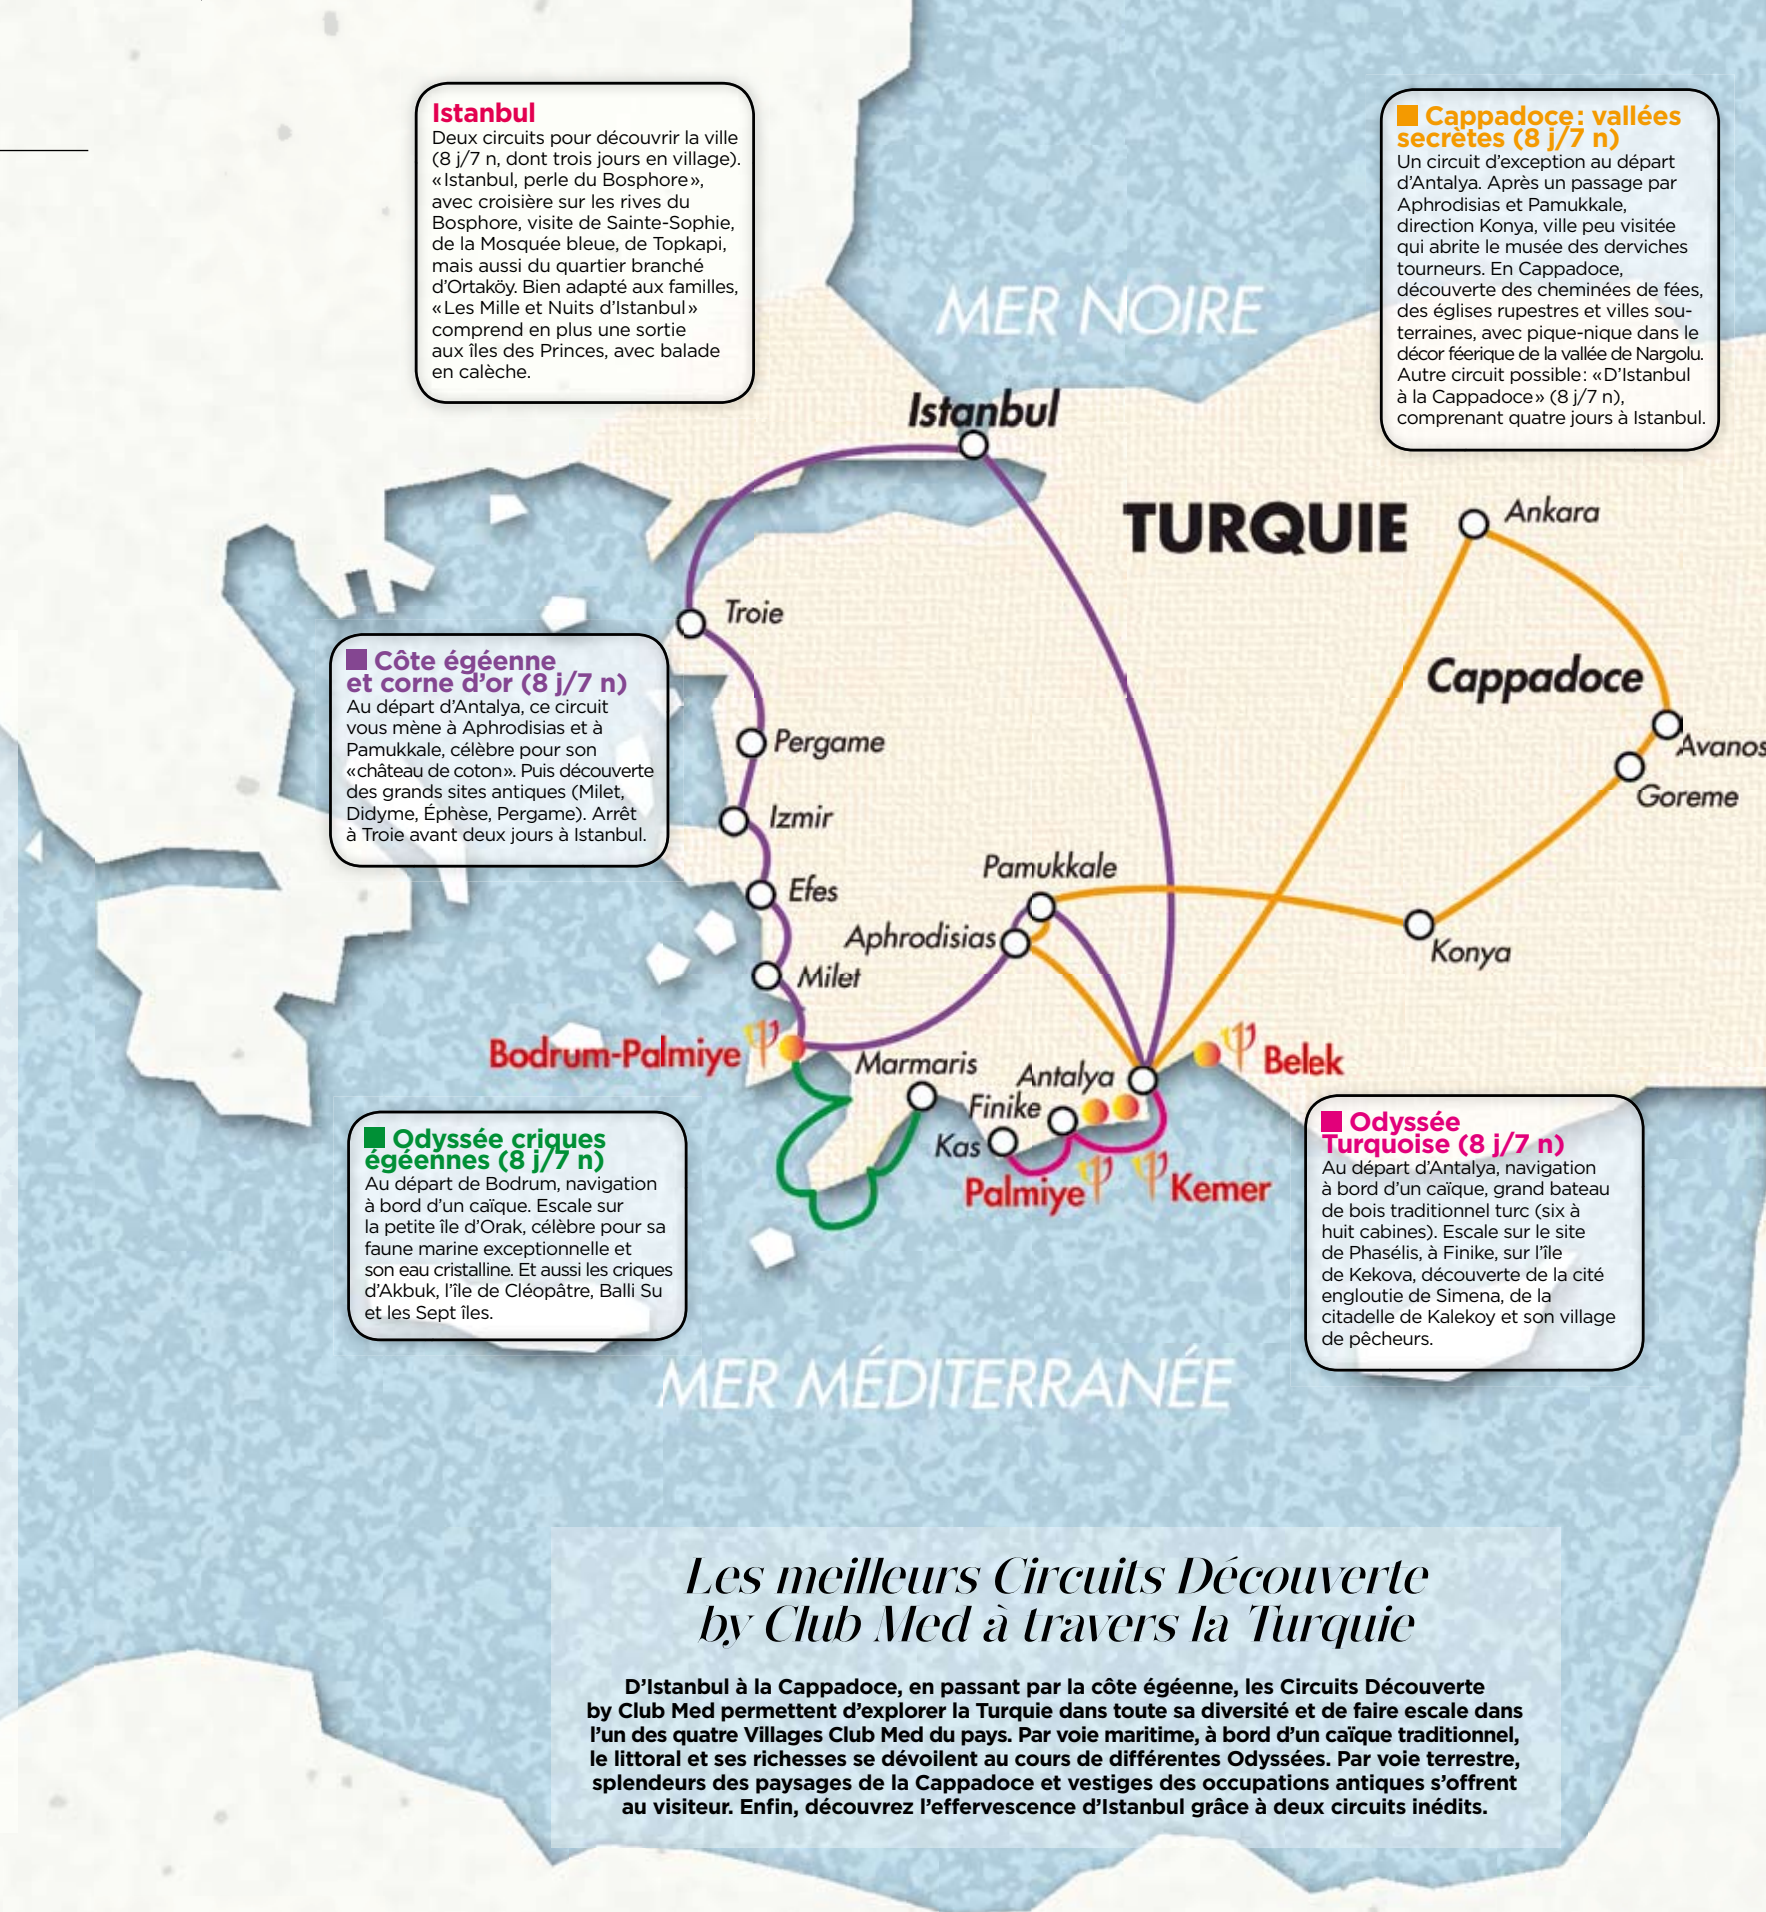 Istanbul
Deux circuits pour découvrir la ville
(8 j/7 n, dont trois jours en village).
«Istanbul, perle du Bosphore»,
avec croisière sur les rives du
Bosphore, visite de Sainte-Sophie,
de la Mosquée bleue, de Topkapi,
mais aussi du quartier branché
d'Ortaköy. Bien adapté aux familles,
«Les Mille et Nuits d'Istanbul»
comprend en plus une sortie
aux îles des Princes, avec balade
en calèche.
Cappadoce: vallées
secrètes (8 j/7 n)
Un circuit d'exception au départ
d'Antalya. Après un passage par
Aphrodisias et Pamukkale,
direction Konya, ville peu visitée
qui abrite le musée des derviches
tourneurs. En Cappadoce,
découverte des cheminées de fées,
des églises rupestres et villes sou-
terraines, avec pique-nique dans le
décor féerique de la vallée de Nargolu.
Autre circuit possible: «D'Istanbul
à la Cappadoce» (8 j/7 n),
comprenant quatre jours à Istanbul.
MER NOIRE
Istanbul
TURQUIE
Ankara
Troie
Cappadoce
Côte égéenne
et corne d'or (8 j/7 n)
Au départ d'Antalya, ce circuit
vous mène à Aphrodisias et à
Pamukkale, célèbre pour son
«château de coton». Puis découverte
des grands sites antiques (Milet,
Didyme, Éphèse, Pergame). Arrêt
à Troie avant deux jours à Istanbul.
Pergame
Avanos
Goreme
Izmir
Pamukkale
Efes
Aphrodisias
Konya
Milet
Bodrum-Palmiye
Marmaris
Antalya
Belek
Finike
Kas
Palmiye
Kemer
Odyssée criques
égéennes (8 j/7 n)
Au départ de Bodrum, navigation
à bord d'un caïque. Escale sur
la petite île d'Orak, célèbre pour sa
faune marine exceptionnelle et
son eau cristalline. Et aussi les criques
d'Akbuk, l'île de Cléopâtre, Balli Su
et les Sept îles.
Odyssée
Turquoise (8 j/7 n)
Au départ d'Antalya, navigation
à bord d'un caïque, grand bateau
de bois traditionnel turc (six à
huit cabines). Escale sur le site
de Phasélis, à Finike, sur l'île
de Kekova, découverte de la cité
engloutie de Simena, de la
citadelle de Kalekoy et son village
de pêcheurs.
MER MÉDITERRANÉE
Les meilleurs Circuits Découverte
by Club Med à travers la Turquie
D'Istanbul à la Cappadoce, en passant par la côte égéenne, les Circuits Découverte
by Club Med permettent d'explorer la Turquie dans toute sa diversité et de faire escale dans
l'un des quatre Villages Club Med du pays. Par voie maritime, à bord d'un caïque traditionnel,
le littoral et ses richesses se dévoilent au cours de différentes Odyssées. Par voie terrestre,
splendeurs des paysages de la Cappadoce et vestiges des occupations antiques s'offrent
au visiteur. Enfin, découvrez l'effervescence d'Istanbul grâce à deux circuits inédits.